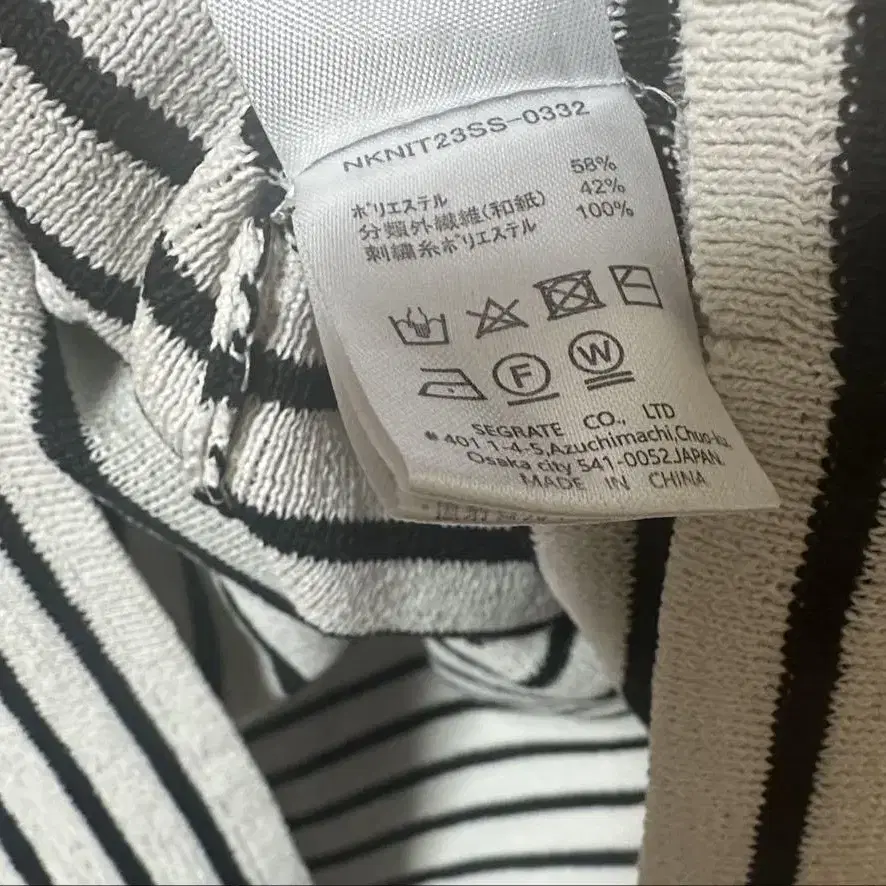 NKNIT23SS-0332
ポリエステル 58%
分類外繊維(和紙) 42%
刺繍糸ポリエステル 100%
F
W
SEGRATE CO., LTD
#401 1-4-5,Azuchimachi,Chuo-ku,
Osaka city 541-0052JAPAN.
MADE IN CHINA